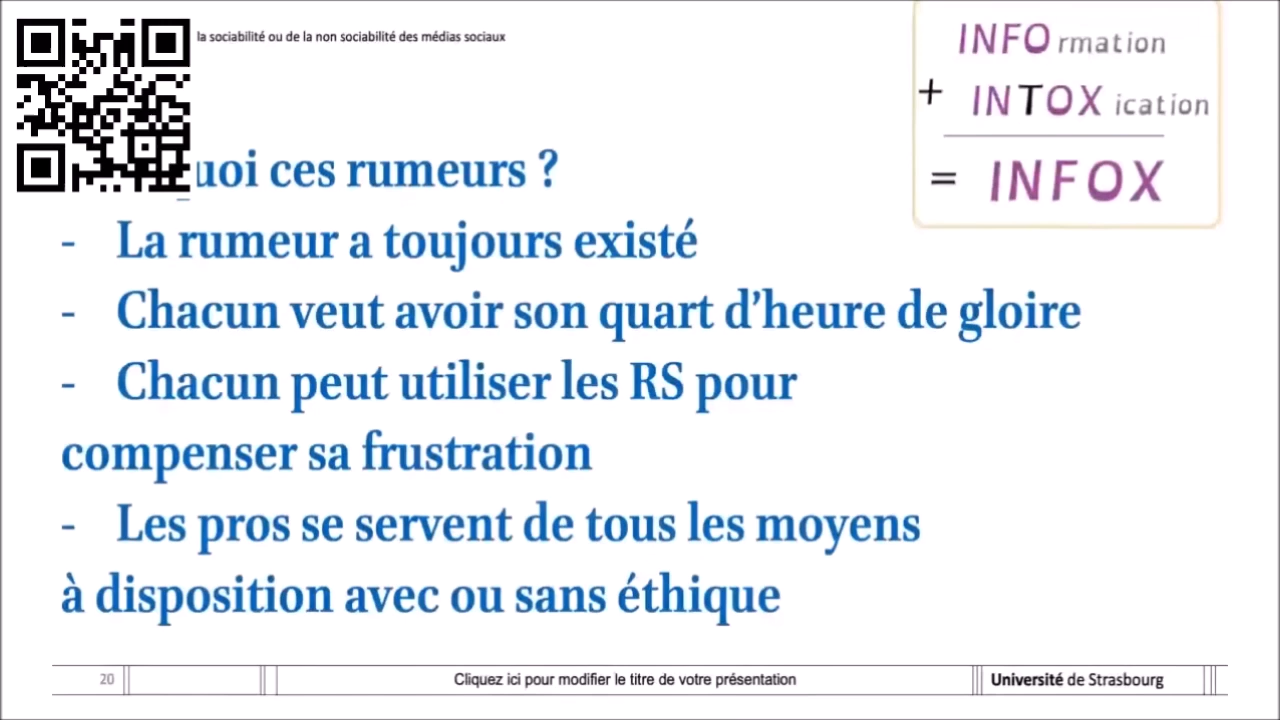 la sociabilité ou de la non sociabilité des médias sociaux
INFOrmation
+ INTOXication
= INFOX
ces rumeurs ?
- La rumeur a toujours existé
- Chacun veut avoir son quart d’heure de gloire
- Chacun peut utiliser les RS pour
compenser sa frustration
- Les pros se servent de tous les moyens
à disposition avec ou sans éthique
20
Cliquez ici pour modifier le titre de votre présentation
Université de Strasbourg